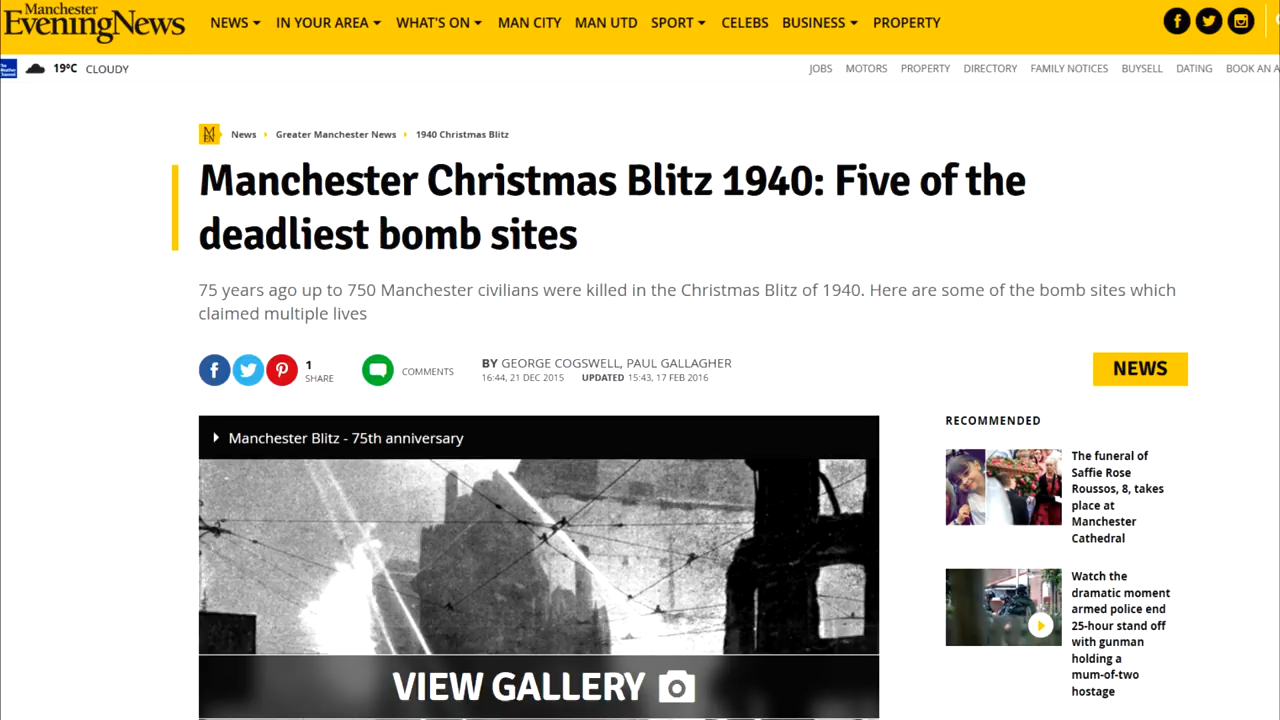 Manchester
Evening News
NEWS IN YOUR AREA WHAT'S ON MAN CITY MAN UTD SPORT CELEBS BUSINESS PROPERTY
19°C CLOUDY
JOBS MOTORS PROPERTY DIRECTORY FAMILY NOTICES BUYSELL DATING BOOK AN A
News Greater Manchester News 1940 Christmas Blitz
Manchester Christmas Blitz 1940: Five of the
deadliest bomb sites
75 years ago up to 750 Manchester civilians were killed in the Christmas Blitz of 1940. Here are some of the bomb sites which
claimed multiple lives
1
SHARE
COMMENTS
BY GEORGE COGSWELL, PAUL GALLAGHER
16:44, 21 DEC 2015 UPDATED 15:43, 17 FEB 2016
NEWS
Manchester Blitz - 75th anniversary
VIEW GALLERY
RECOMMENDED
The funeral of
Saffie Rose
Roussos, 8, takes
place at
Manchester
Cathedral
Watch the
dramatic moment
armed police end
25-hour stand off
with gunman
holding a
mum-of-two
hostage